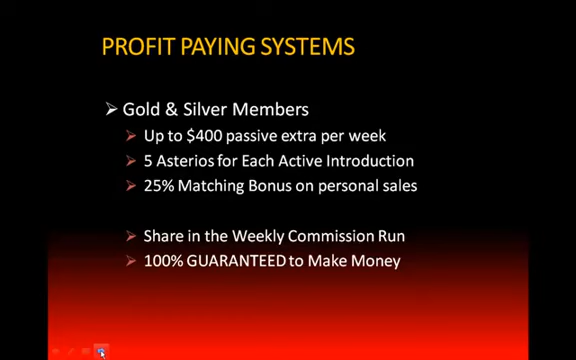 PROFIT PAYING SYSTEMS
Gold & Silver Members
Up to $400 passive extra per week
5 Asterios for Each Active Introduction
25% Matching Bonus on personal sales
Share in the Weekly Commission Run
100% GUARANTEED to Make Money